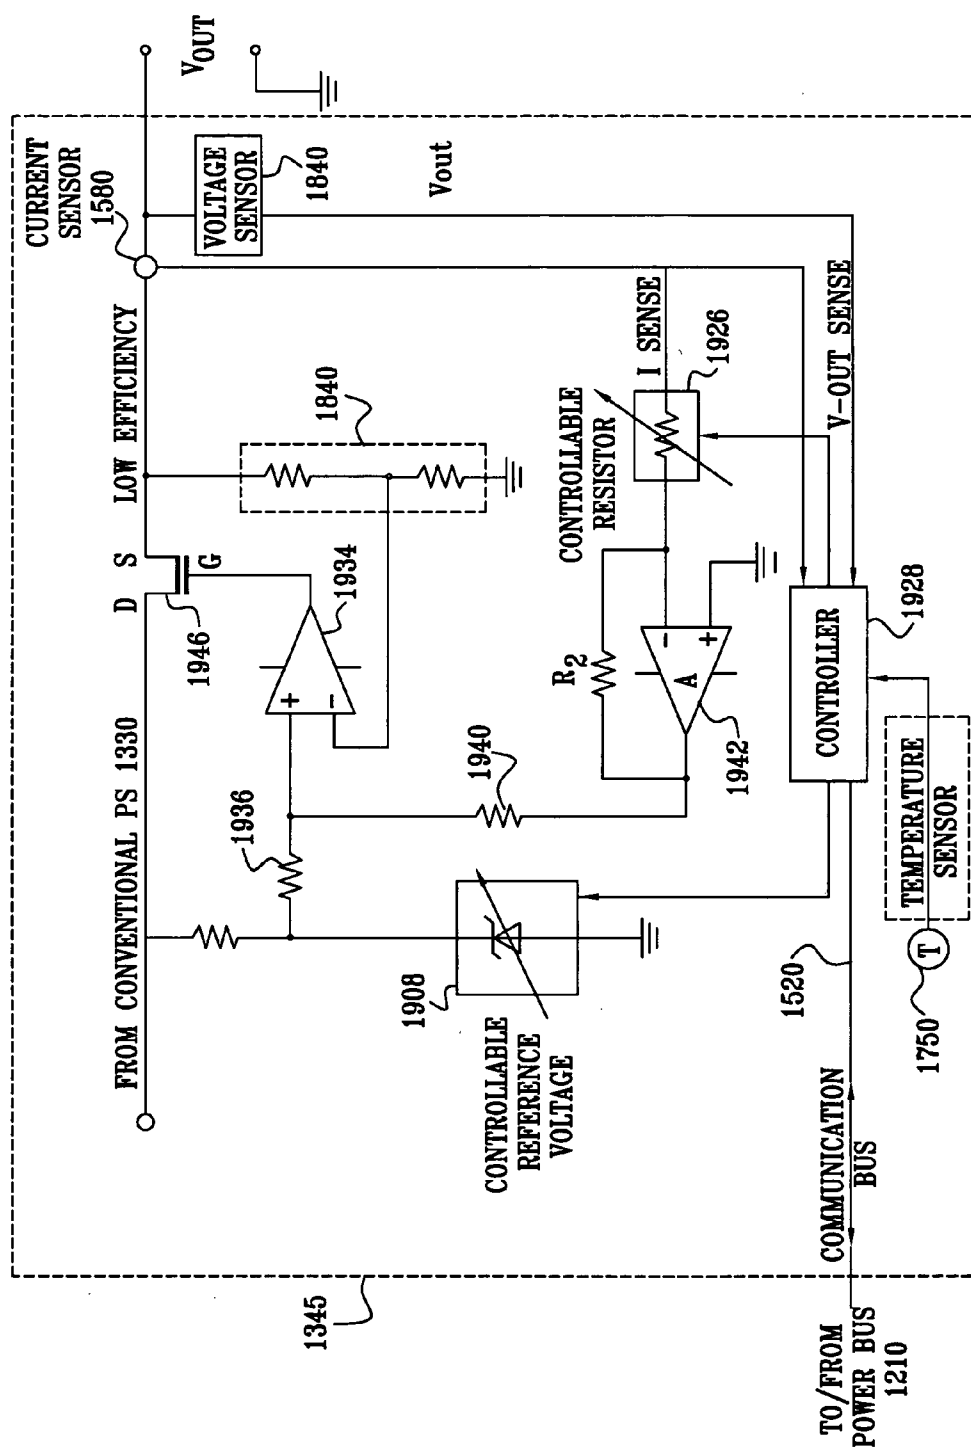 FROM CONVENTIONAL PS 1330
D
S
LOW EFFICIENCY
CURRENT
SENSOR
1580
VOUT
1946
G
VOLTAGE
SENSOR
1840
1936
+
−
1934
1840
Vout
1908
CONTROLLABLE
REFERENCE
VOLTAGE
1940
R2
A
−
+
1942
CONTROLLABLE
RESISTOR
I SENSE
1926
V-OUT SENSE
1345
TO/FROM
POWER BUS
1210
COMMUNICATION
BUS
1520
CONTROLLER
1928
T
1750
TEMPERATURE
SENSOR